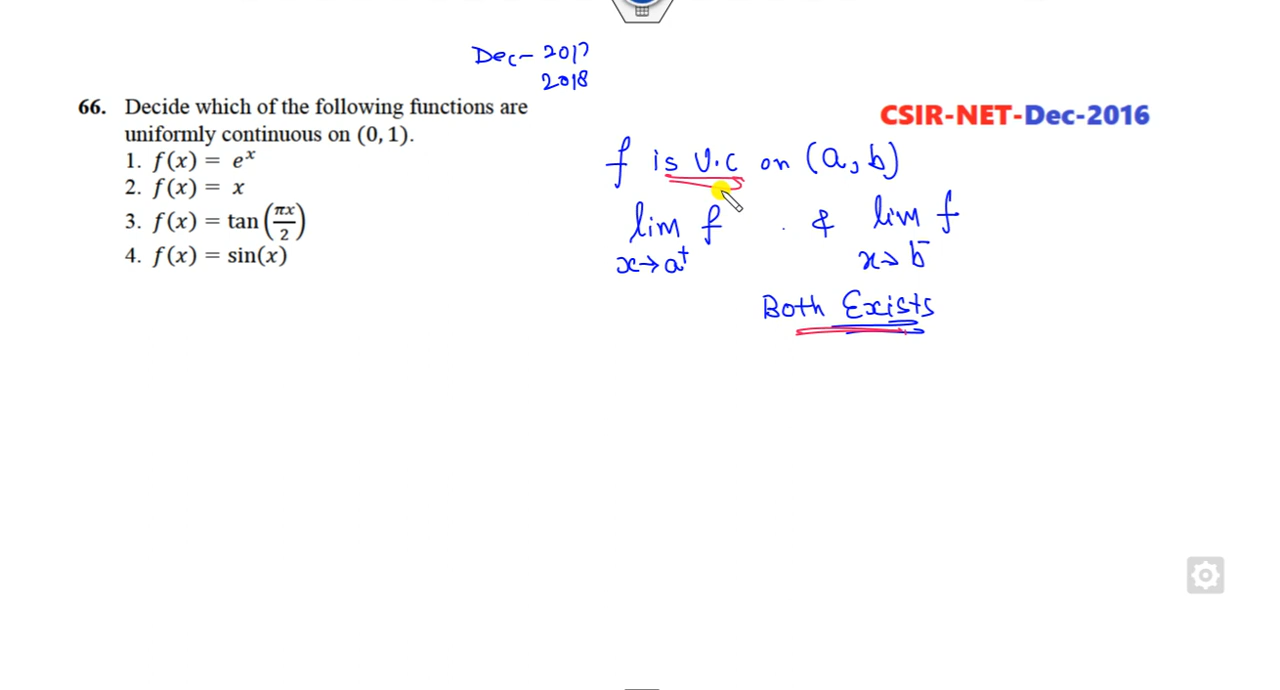 Dec- 2017
2018
66. Decide which of the following functions are
uniformly continuous on (0, 1).
CSIR-NET-Dec-2016
1. f(x) = eˣ
2. f(x) = x
3. f(x) = tan(πx/2)
4. f(x) = sin(x)
f is U.C on (a, b)
lim f & lim f
x→a⁺ x→b⁻
Both Exists